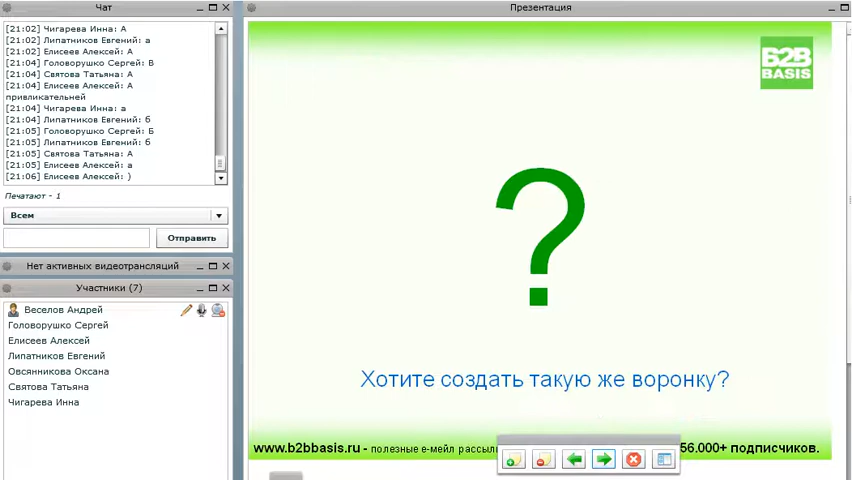 Чат
[21:02] Чигарева Инна: А
[21:02] Липатников Евгений: а
[21:02] Елисеев Алексей: А
[21:04] Головорушко Сергей: В
[21:04] Святова Татьяна: А
[21:04] Елисеев Алексей: А
привлкательней
[21:04] Чигарева Инна: а
[21:04] Липатников Евгений: б
[21:05] Головорушко Сергей: Б
[21:05] Липатников Евгений: б
[21:05] Святова Татьяна: А
[21:05] Елисеев Алексей: а
[21:06] Елисеев Алексей: }
Печатают - 1
Всем
Отправить
Нет активных видеотрансляций
Участники (7)
Веселов Андрей
Головорушко Сергей
Елисеев Алексей
Липатников Евгений
Овсянникова Оксана
Святова Татьяна
Чигарева Инна
Презентация
B2B
BASIS
?
Хотите создать такую же воронку?
www.b2bbasis.ru - полезные е-мейл 56.000+ подписчиков.